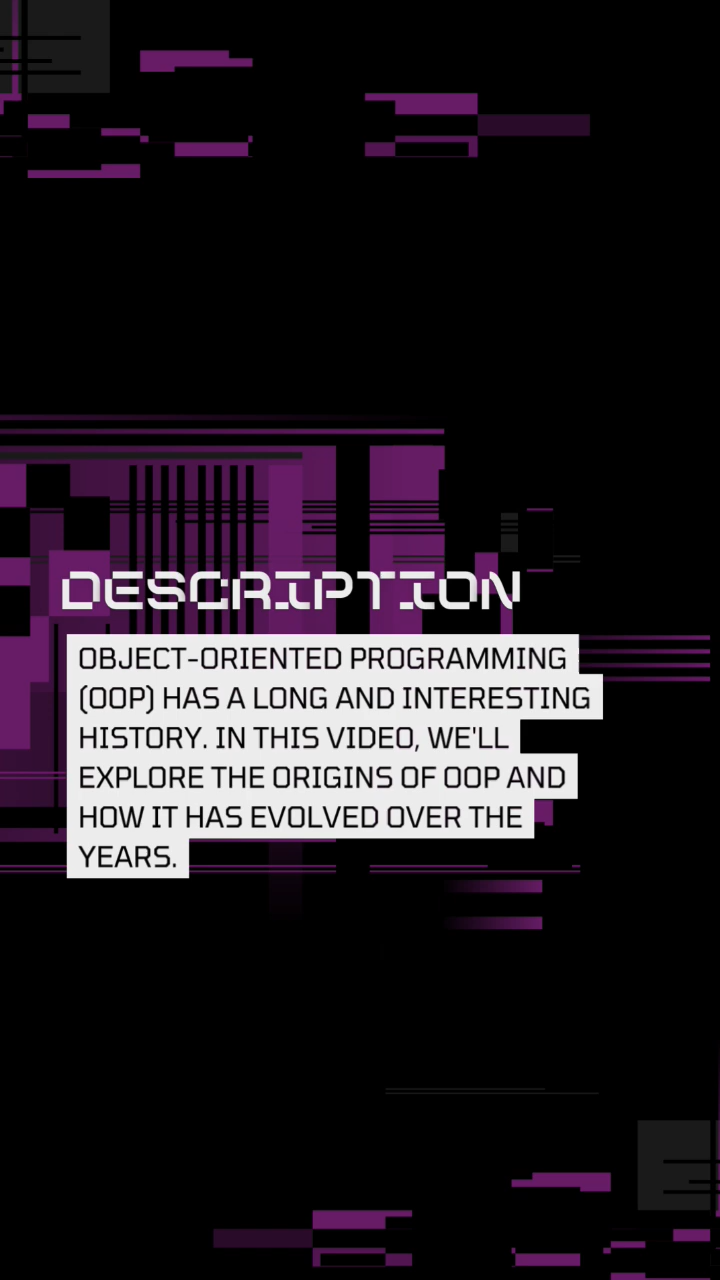 DESCRIPTION
OBJECT-ORIENTED PROGRAMMING
(OOP) HAS A LONG AND INTERESTING
HISTORY. IN THIS VIDEO, WE'LL
EXPLORE THE ORIGINS OF OOP AND
HOW IT HAS EVOLVED OVER THE
YEARS.